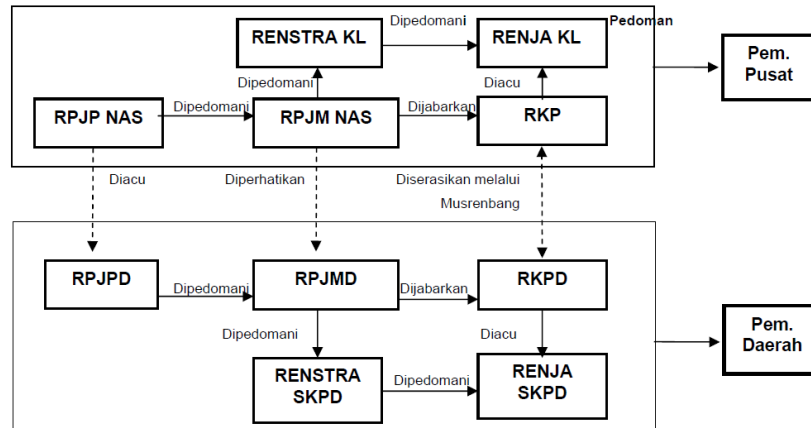 RENSTRA KL
Dipedomani
RENJA KL
Pedoman
Pem.
Pusat
Dipedomani
Diacu
RPJP NAS
Dipedomani
RPJM NAS
Dijabarkan
RKP
Diacu
Diperhatikan
Diserasikan melalui
Musrenbang
RPJPD
Dipedomani
RPJMD
Dijabarkan
RKPD
Pem.
Daerah
Dipedomani
Diacu
RENSTRA
SKPD
Dipedomani
RENJA
SKPD